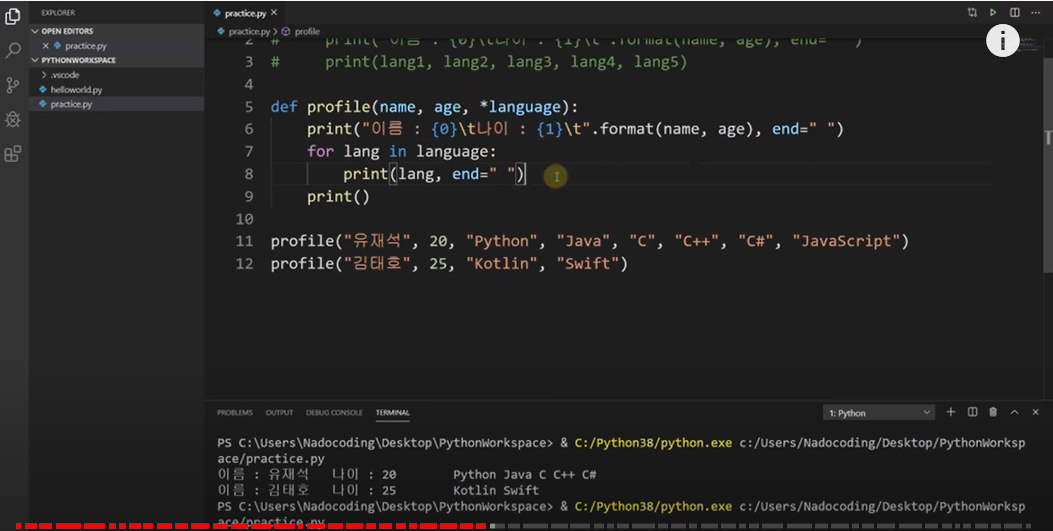 EXPLORER
OPEN EDITORS
practice.py
PYTHONWORKSPACE
.vscode
helloworld.py
practice.py
practice.py
practice.py > profile
2 # print("이름 : {0}\t나이 : {1}\t".format(name, age), end=" ")
3 # print(lang1, lang2, lang3, lang4, lang5)
4
5 def profile(name, age, *language):
6 print("이름 : {0}\t나이 : {1}\t".format(name, age), end=" ")
7 for lang in language:
8 print(lang, end=" ")
9 print()
10
11 profile("유재석", 20, "Python", "Java", "C", "C++", "C#", "JavaScript")
12 profile("김태호", 25, "Kotlin", "Swift")
PROBLEMS OUTPUT DEBUG CONSOLE TERMINAL 1: Python
PS C:\Users\Nadocoding\Desktop\PythonWorkspace> & C:/Python38/python.exe c:/Users/Nadocoding/Desktop/PythonWorksp
ace/practice.py
이름 : 유재석 나이 : 20 Python Java C C++ C#
이름 : 김태호 나이 : 25 Kotlin Swift
PS C:\Users\Nadocoding\Desktop\PythonWorkspace> & C:/Python38/python.exe c:/Users/Nadocoding/Desktop/PythonWorksp
ace/practice.py